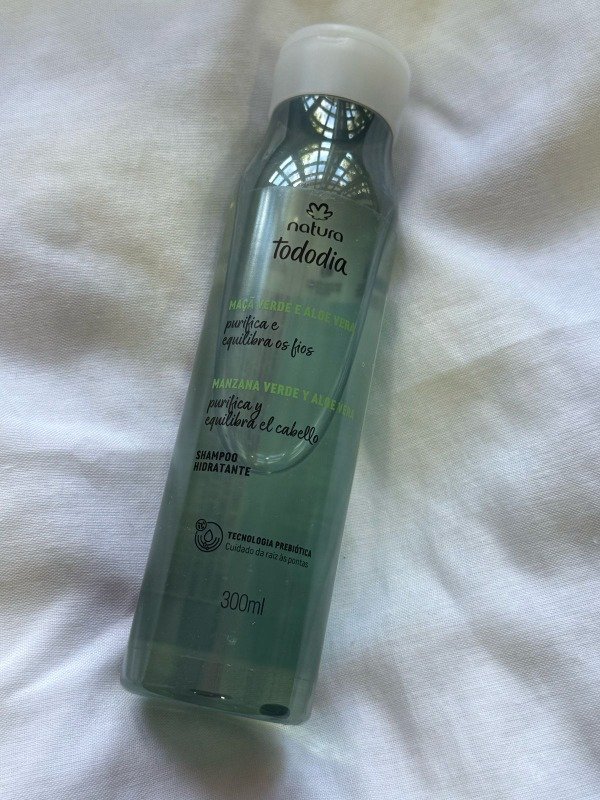 natura
tododia
MAÇÃ VERDE E ALOE VERA
purifica e
equilibra os fios
MANZANA VERDE Y ALOE VERA
purifica y
equilibra el cabello
SHAMPOO
HIDRATANTE
TECNOLOGIA PREBIÓTICA
Cuidado da raiz às pontas
300ml